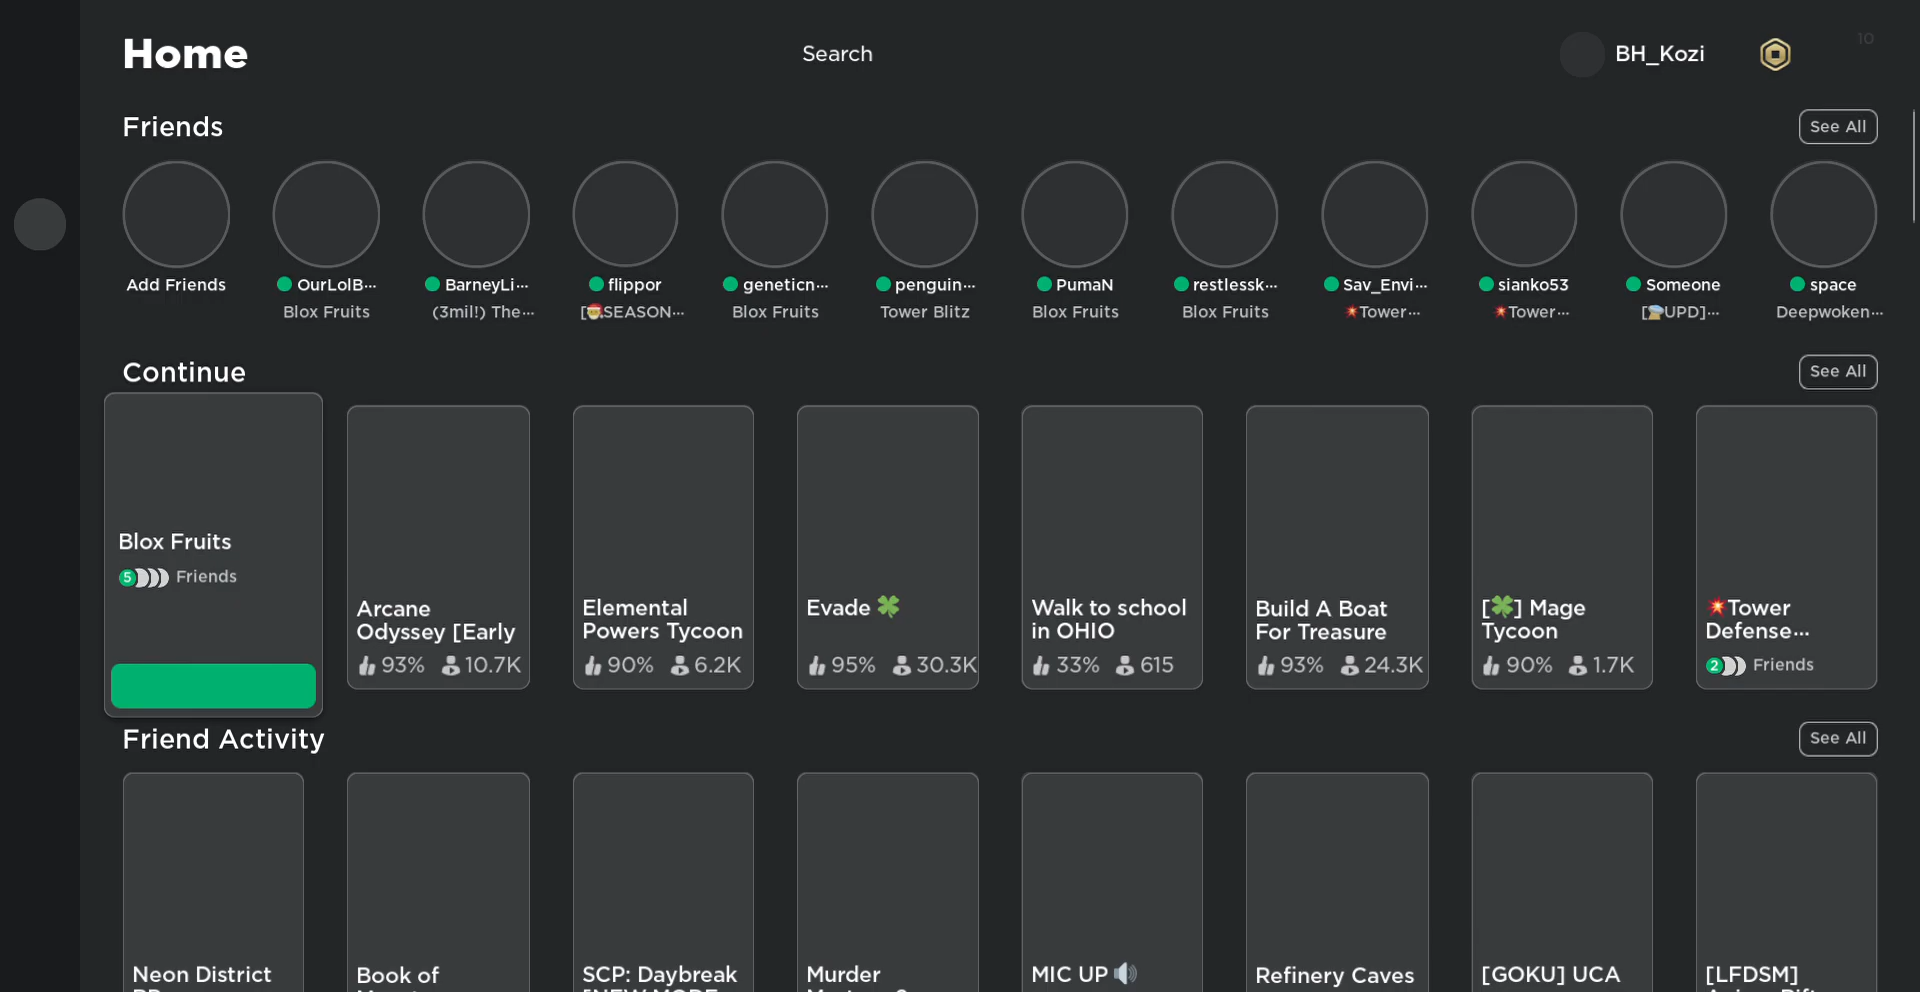 Home
Search
BH_Kozi
10
Friends
See All
Add Friends
OurLolB...
BarneyLi...
flippor
geneticn...
penguin...
PumaN
restlessk...
Sav_Envi...
sianko53
Someone
space
Blox Fruits
(3mil!) The...
[🎅SEASON...
Blox Fruits
Tower Blitz
Blox Fruits
Blox Fruits
💥Tower...
💥Tower...
[UPD]...
Deepwoken...
Continue
See All
Blox Fruits
5 Friends
Arcane
Odyssey [Early
93% 10.7K
Elemental
Powers Tycoon
90% 6.2K
Evade 🍀
95% 30.3K
Walk to school
in OHIO
33% 615
Build A Boat
For Treasure
93% 24.3K
[🍀] Mage
Tycoon
90% 1.7K
💥Tower
Defense...
2 Friends
Friend Activity
See All
Neon District
Book of
SCP: Daybreak
[NEW MODE
Murder
MIC UP 🔊
Refinery Caves
[GOKU] UCA
[LFDSM]